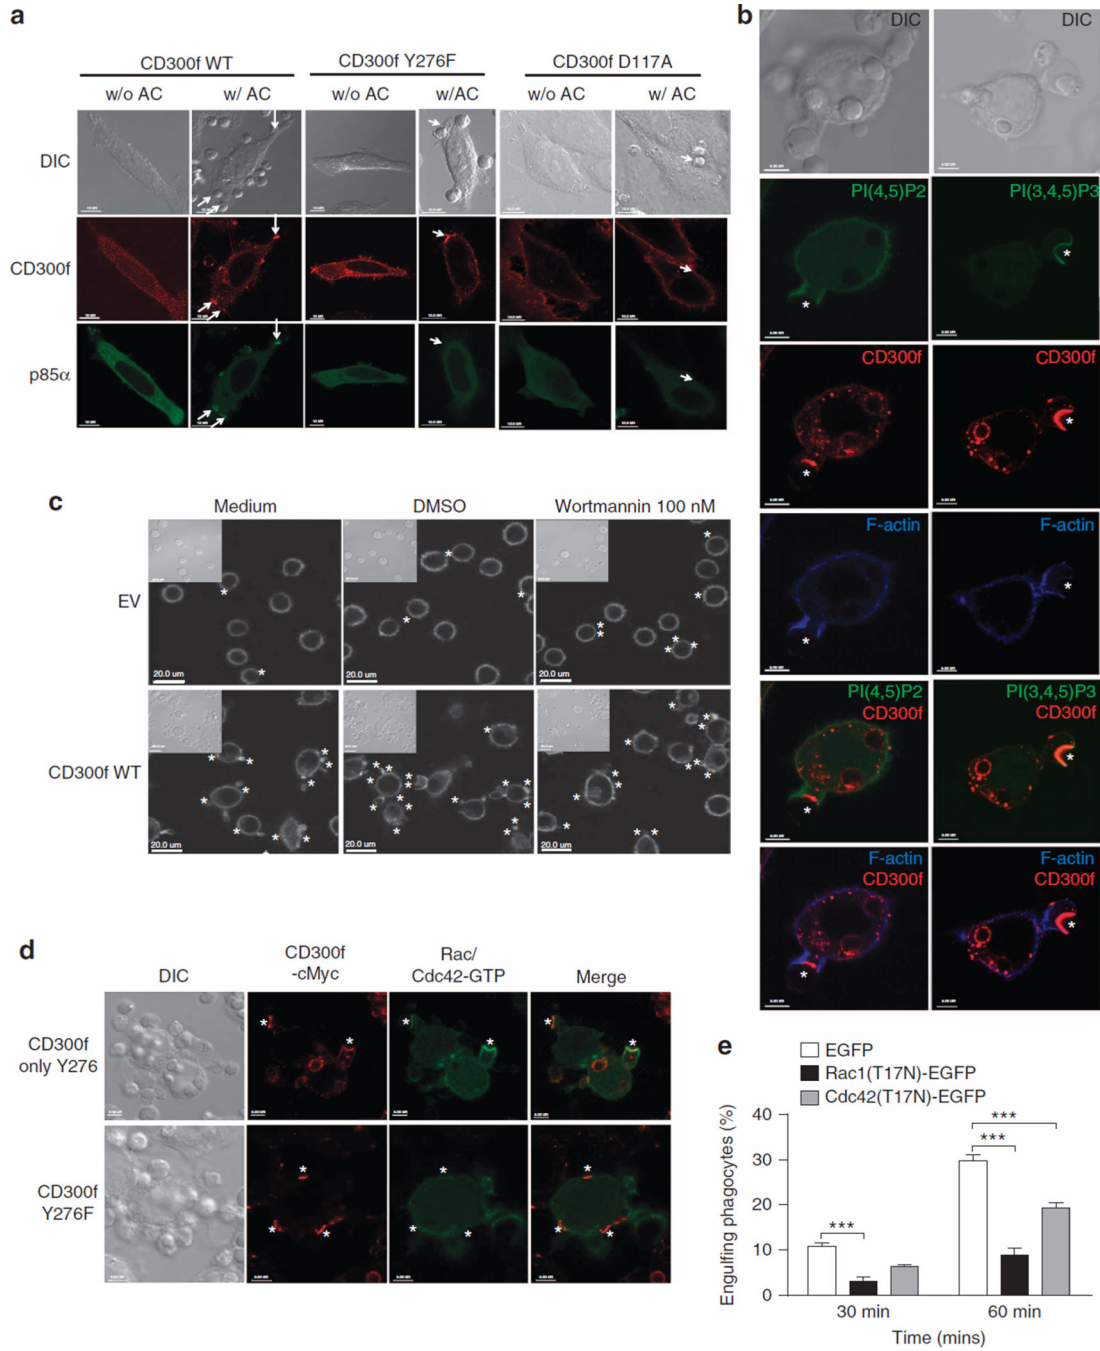 a
CD300f WT
CD300f Y276F
CD300f D117A
w/o AC
w/ AC
w/o AC
w/AC
w/o AC
w/ AC
DIC
CD300f
p85α
b
DIC
DIC
PI(4,5)P2
PI(3,4,5)P3
*
*
CD300f
CD300f
*
*
F-actin
F-actin
*
*
PI(4,5)P2
CD300f
PI(3,4,5)P3
CD300f
*
*
F-actin
CD300f
F-actin
CD300f
*
*
c
Medium
DMSO
Wortmannin 100 nM
EV
20.0 um
20.0 um
20.0 um
CD300f WT
20.0 um
20.0 um
20.0 um
d
DIC
CD300f
-cMyc
Rac/
Cdc42-GTP
Merge
CD300f
only Y276
CD300f
Y276F
e
EGFP
Rac1(T17N)-EGFP
Cdc42(T17N)-EGFP
Engulfing phagocytes (%)
40
30
20
10
0
***
***
***
30 min
60 min
Time (mins)